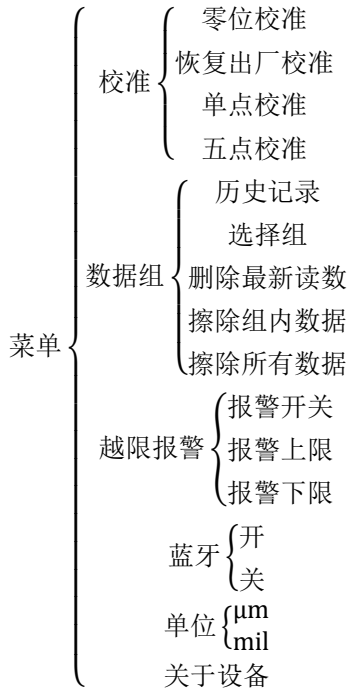 菜单
校准
零位校准
恢复出厂校准
单点校准
五点校准
数据组
历史记录
选择组
删除最新读数
擦除组内数据
擦除所有数据
越限报警
报警开关
报警上限
报警下限
蓝牙
开
关
单位
μm
mil
关于设备